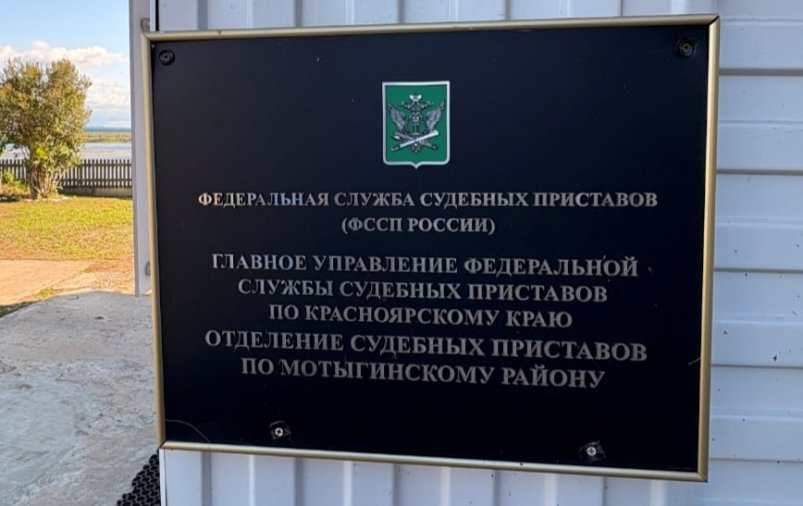 ФЕДЕРАЛЬНАЯ СЛУЖБА СУДЕБНЫХ ПРИСТАВОВ
(ФССП РОССИИ)
ГЛАВНОЕ УПРАВЛЕНИЕ ФЕДЕРАЛЬНОЙ
СЛУЖБЫ СУДЕБНЫХ ПРИСТАВОВ
ПО КРАСНОЯРСКОМУ КРАЮ
ОТДЕЛЕНИЕ СУДЕБНЫХ ПРИСТАВОВ
ПО МОТЫГИНСКОМУ РАЙОНУ